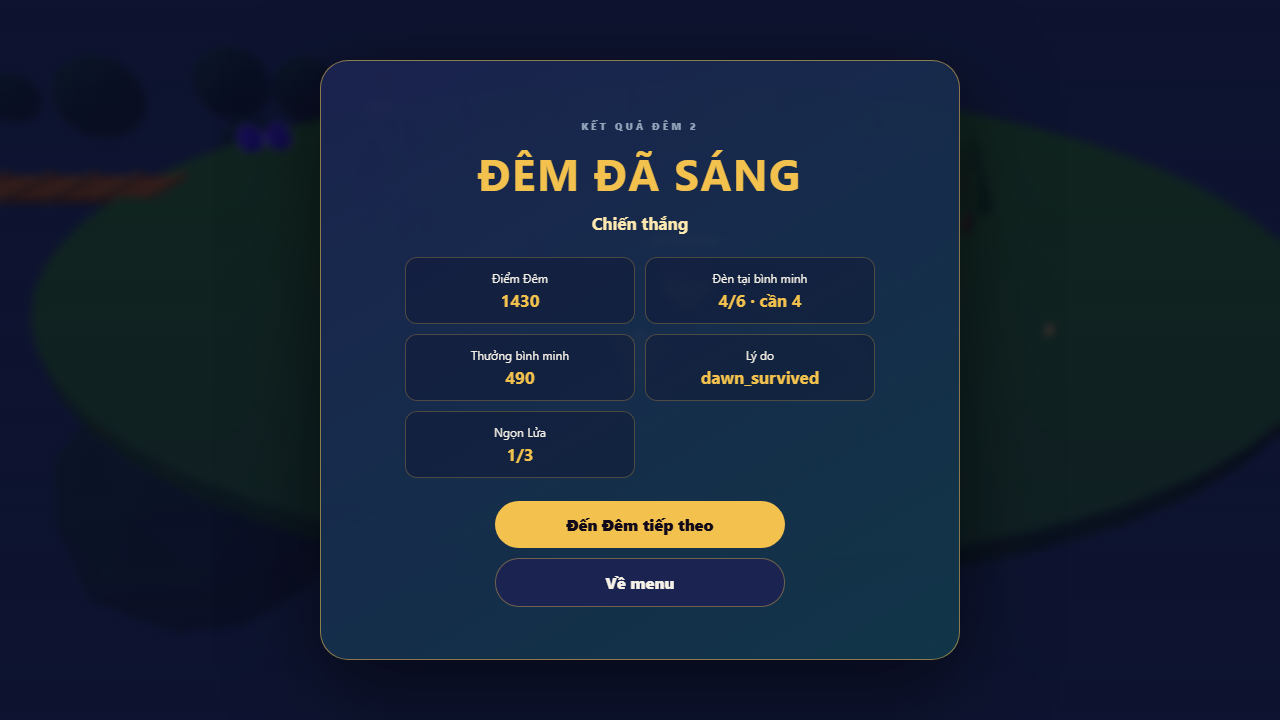 KẾT QUẢ ĐÊM 2
ĐÊM ĐÃ SÁNG
Chiến thắng
Điểm Đêm
1430
Đèn tại bình minh
4/6 · cần 4
Thưởng bình minh
490
Lý do
dawn_survived
Ngọn Lửa
1/3
Đến Đêm tiếp theo
Về menu